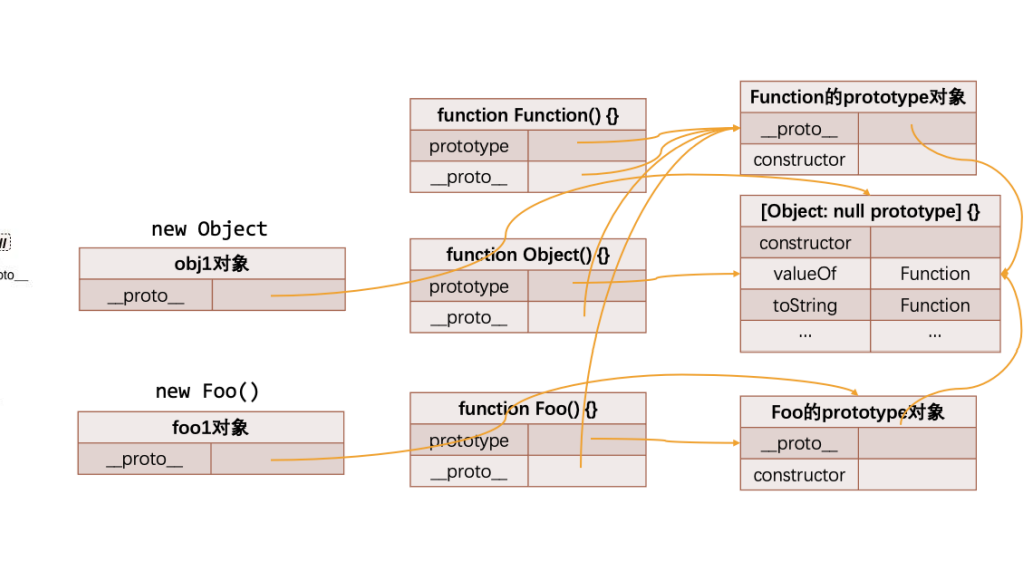 function Function() {}
prototype
__proto__
Function的prototype对象
__proto__
constructor
[Object: null prototype] {}
constructor
valueOf Function
toString Function
... ...
new Object
obj1对象
__proto__
function Object() {}
prototype
__proto__
new Foo()
foo1对象
__proto__
function Foo() {}
prototype
__proto__
Foo的prototype对象
__proto__
constructor
oto__